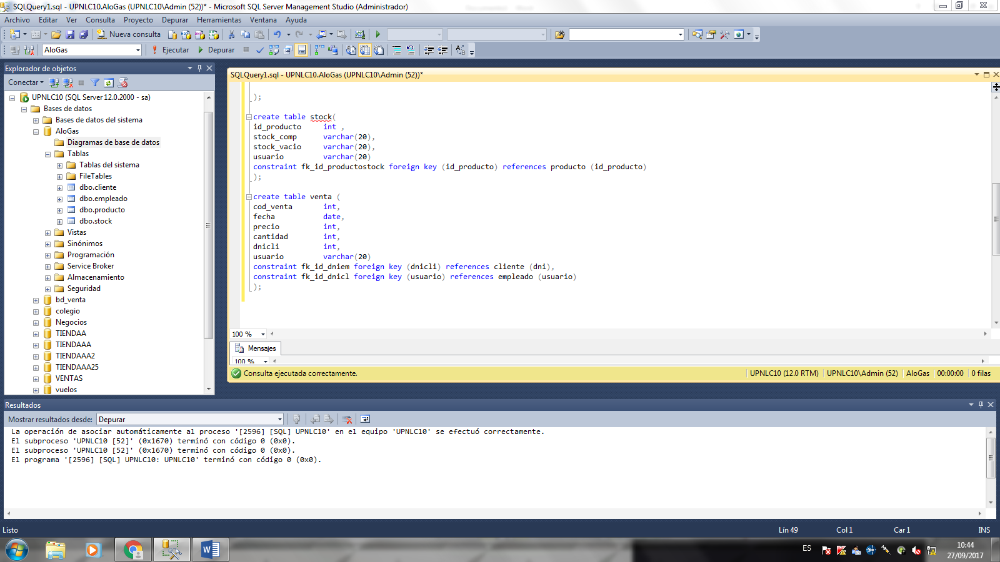 SQLQuery1.sql - UPNLC10.AloGas (UPNLC10\Admin (52))* - Microsoft SQL Server Management Studio (Administrador)
Archivo Editar Ver Consulta Proyecto Depurar Herramientas Ventana Ayuda
Nueva consulta
AloGas Ejecutar Depurar
Explorador de objetos
Conectar
UPNLC10 (SQL Server 12.0.2000 - sa)
Bases de datos
Bases de datos del sistema
AloGas
Diagramas de base de datos
Tablas
Tablas del sistema
FileTables
dbo.cliente
dbo.empleado
dbo.producto
dbo.stock
Vistas
Sinónimos
Programación
Service Broker
Almacenamiento
Seguridad
bd_venta
colegio
Negocios
TIENDAA
TIENDAAA
TIENDAAA2
TIENDAAA25
VENTAS
vuelos
SQLQuery1.sql - UPNLC10.AloGas (UPNLC10\Admin (52))*
);
create table stock(
id_producto int ,
stock_comp varchar(20),
stock_vacio varchar(20),
usuario varchar(20)
constraint fk_id_productostock foreign key (id_producto) references producto (id_producto)
);
create table venta (
cod_venta int,
fecha date,
precio int,
cantidad int,
dnicli int,
usuario varchar(20)
constraint fk_id_dniem foreign key (dnicli) references cliente (dni),
constraint fk_id_dnicl foreign key (usuario) references empleado (usuario)
);
100 %
Mensajes
100 %
Consulta ejecutada correctamente. UPNLC10 (12.0 RTM) UPNLC10\Admin (52) AloGas 00:00:00 0 filas
Resultados
Mostrar resultados desde: Depurar
La operación de asociar automáticamente al proceso '[2596] [SQL] UPNLC10' en el equipo 'UPNLC10' se efectuó correctamente.
El subproceso 'UPNLC10 [52]' (0x1670) terminó con código 0 (0x0).
El subproceso 'UPNLC10 [52]' (0x1670) terminó con código 0 (0x0).
El programa '[2596] [SQL] UPNLC10: UPNLC10' terminó con código 0 (0x0).
Listo Lín 49 Col 1 Car 1 INS
ES
10:44
27/09/2017